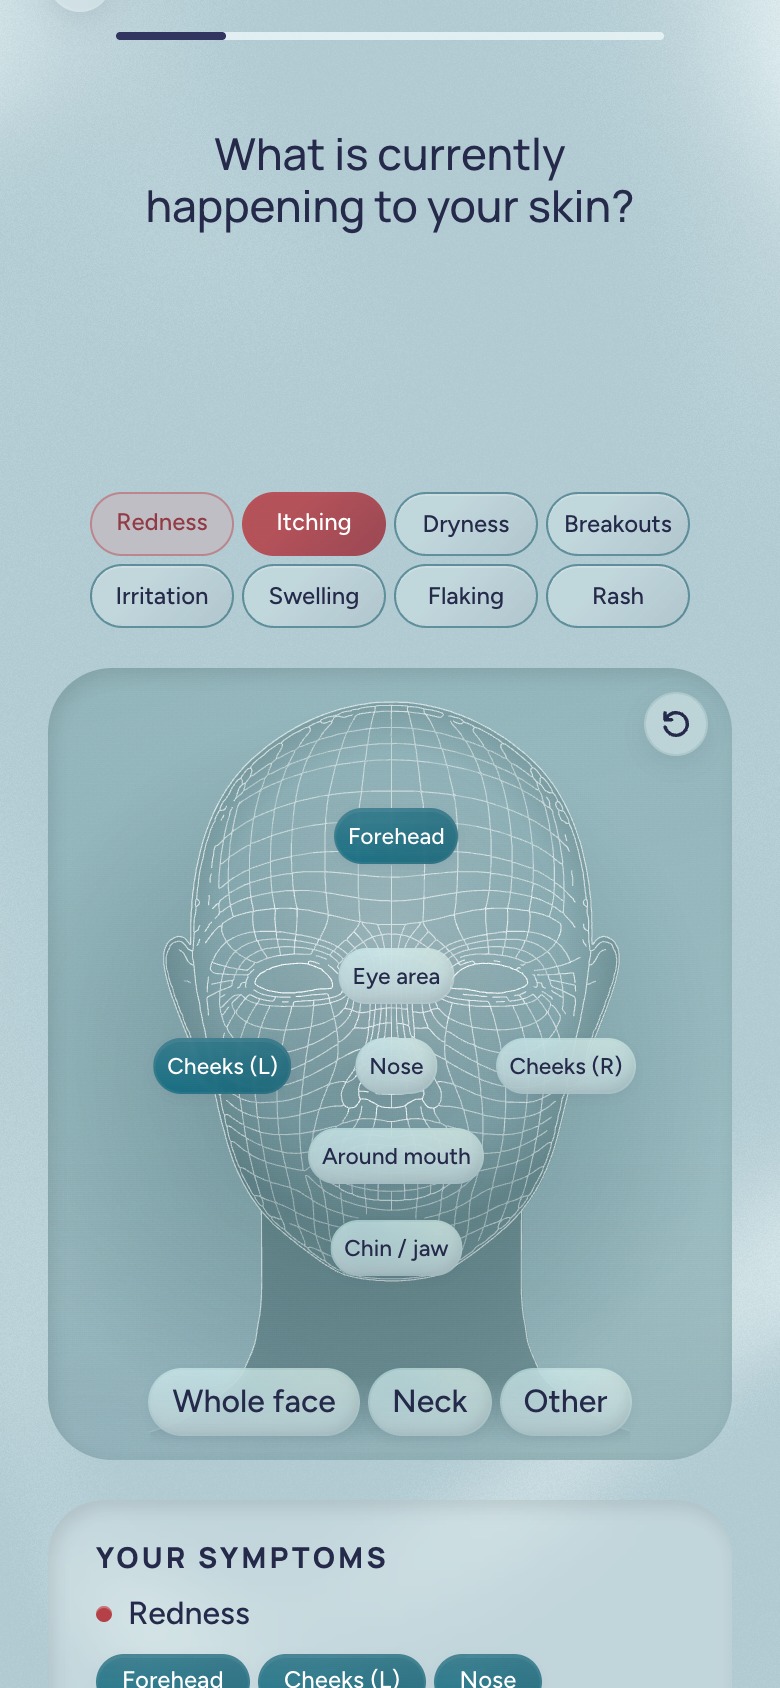 What is currently
happening to your skin?
Redness Itching Dryness Breakouts
Irritation Swelling Flaking Rash
Forehead
Eye area
Cheeks (L) Nose Cheeks (R)
Around mouth
Chin / jaw
Whole face Neck Other
YOUR SYMPTOMS
Redness
Forehead Cheeks (L) Nose